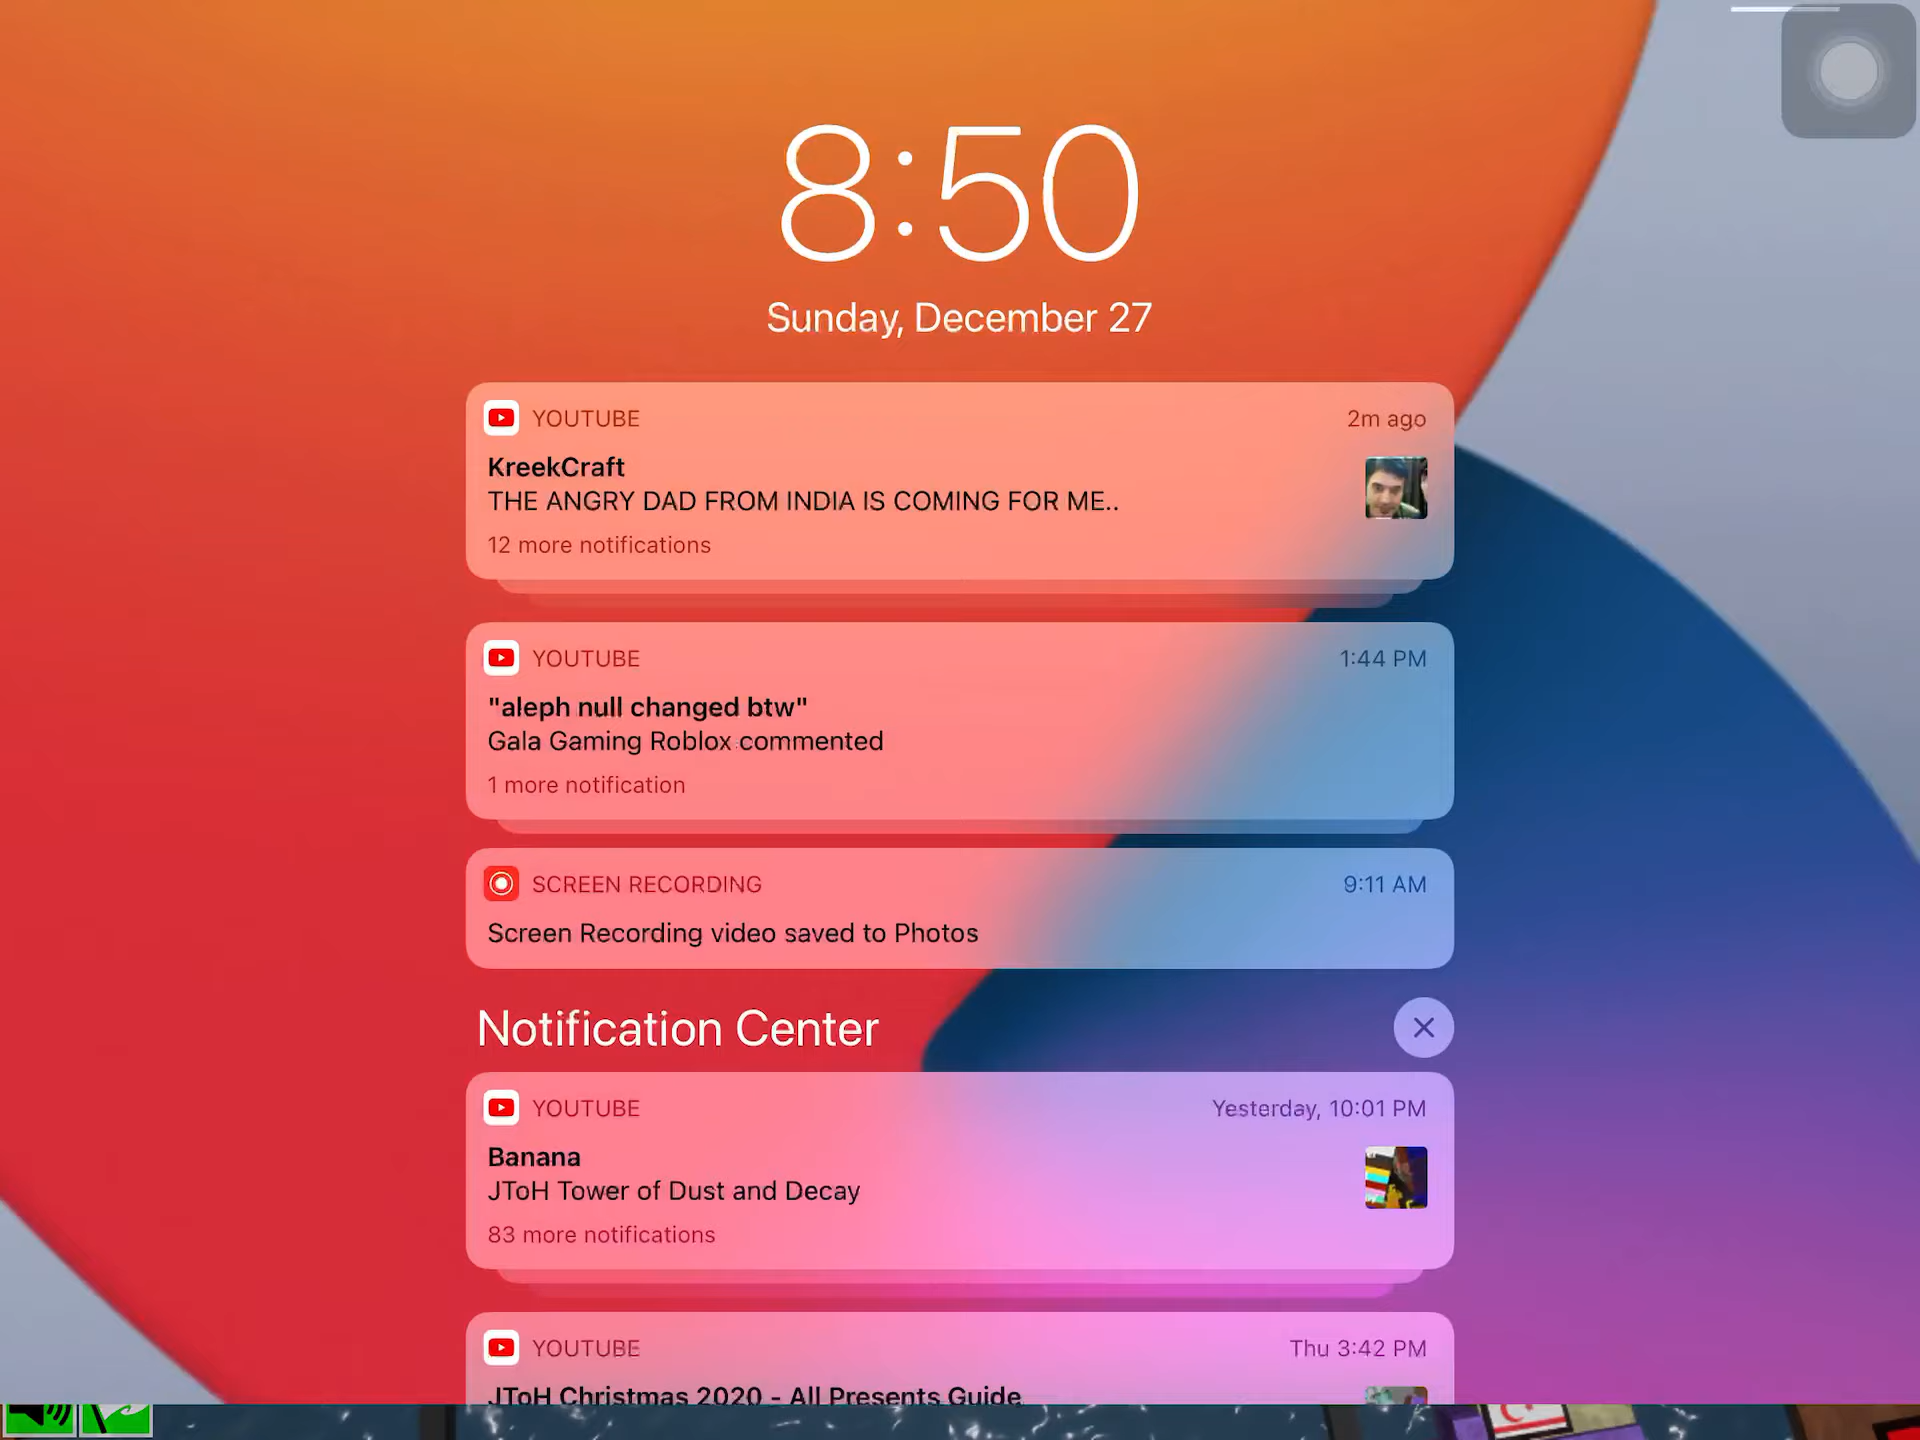 8:50
Sunday, December 27
YOUTUBE 2m ago
KreekCraft
THE ANGRY DAD FROM INDIA IS COMING FOR ME..
12 more notifications
YOUTUBE 1:44 PM
"aleph null changed btw"
Gala Gaming Roblox commented
1 more notification
SCREEN RECORDING 9:11 AM
Screen Recording video saved to Photos
Notification Center
YOUTUBE Yesterday, 10:01 PM
Banana
JToH Tower of Dust and Decay
83 more notifications
YOUTUBE Thu 3:42 PM
JToH Christmas 2020 - All Presents Guide